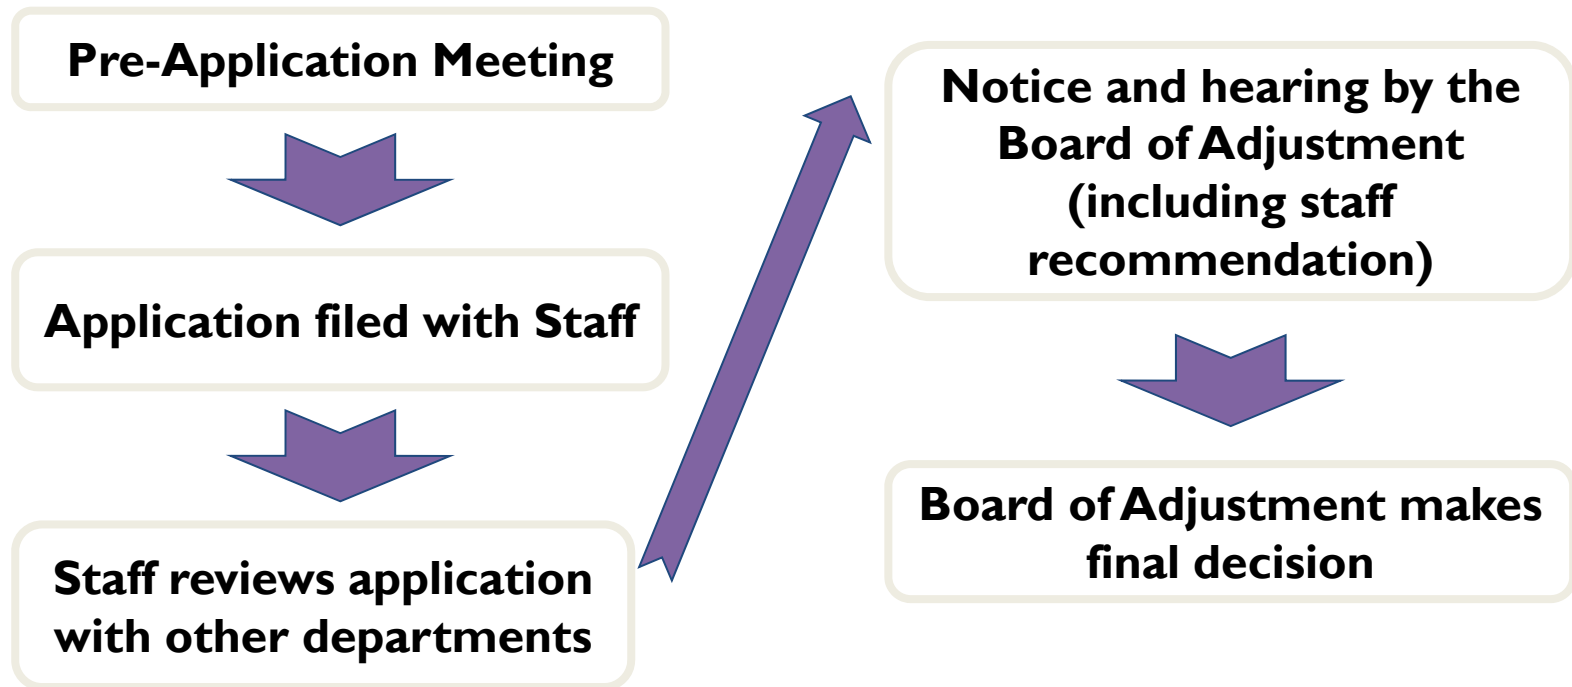 Pre-Application Meeting
Application filed with Staff
Staff reviews application
with other departments
Notice and hearing by the
Board of Adjustment
(including staff
recommendation)
Board of Adjustment makes
final decision